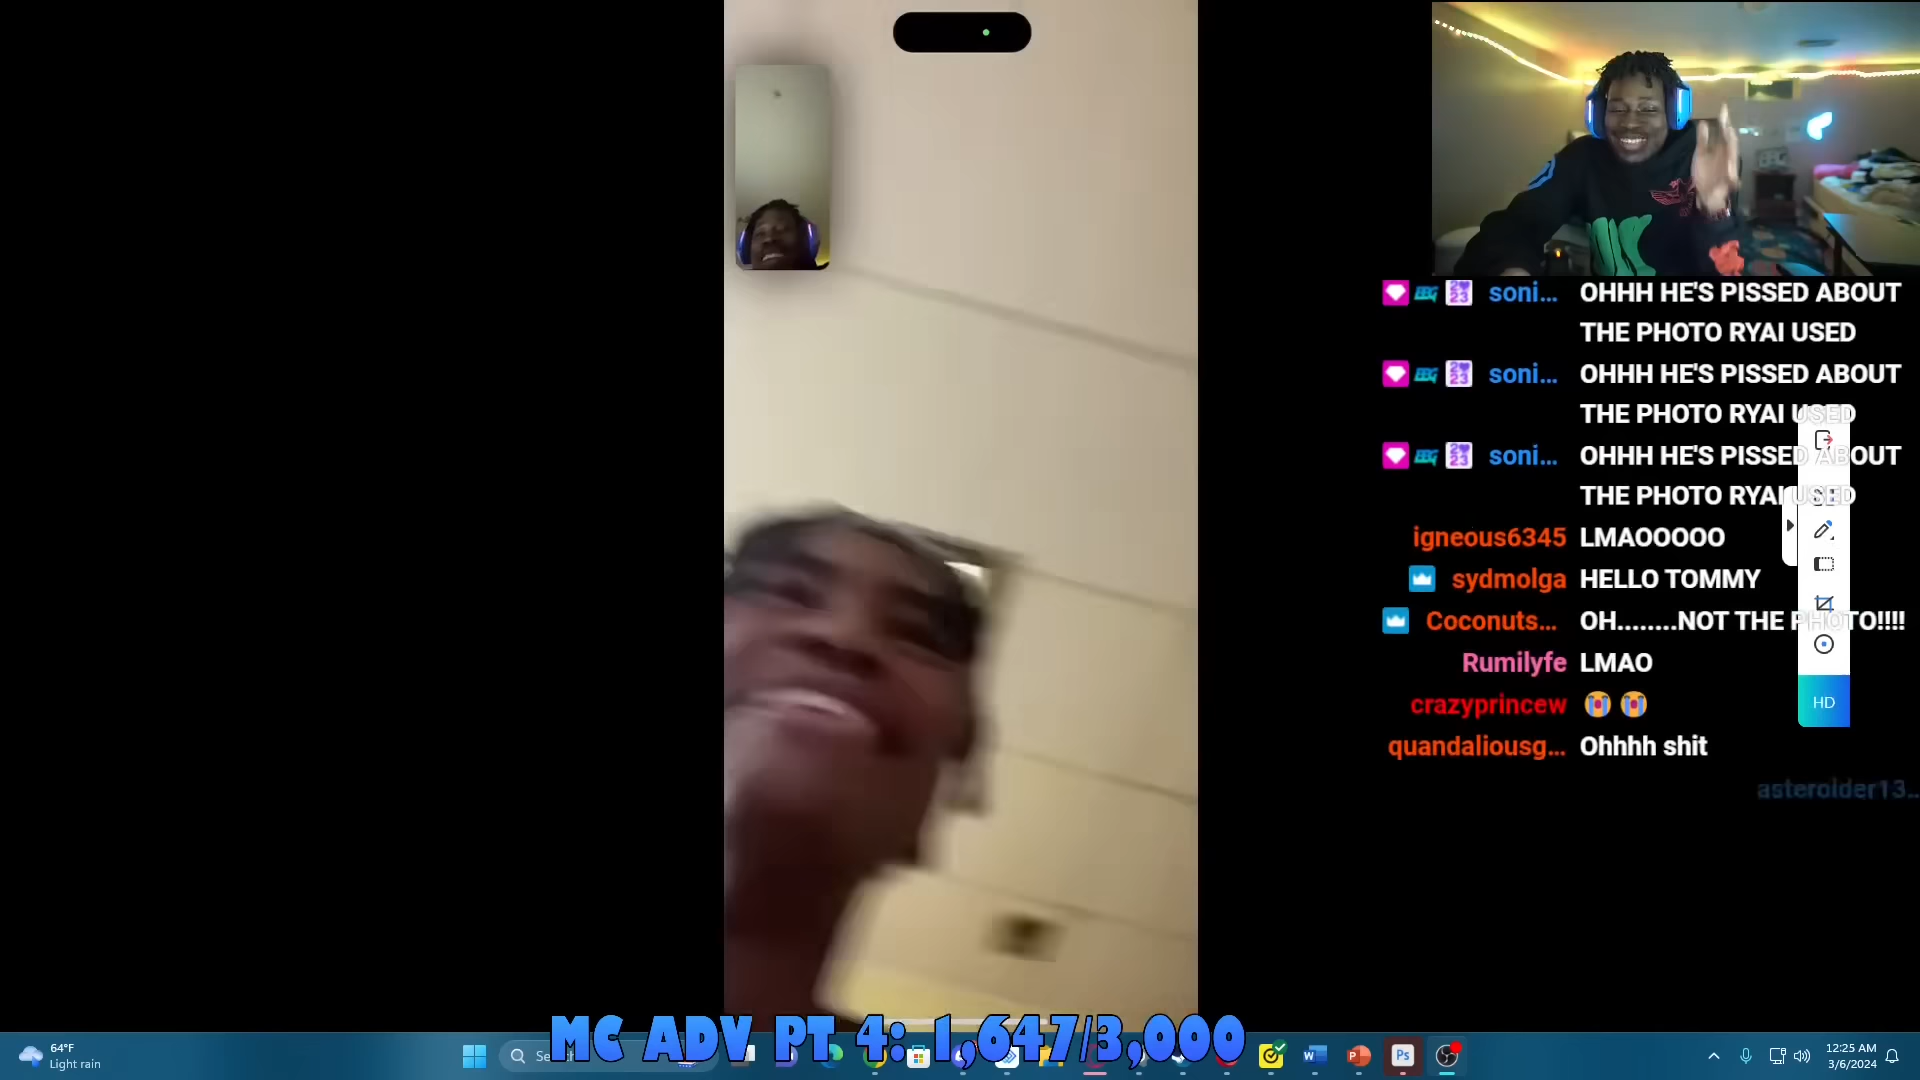 soni... OHHH HE'S PISSED ABOUT
THE PHOTO RYAI USED
soni... OHHH HE'S PISSED ABOUT
THE PHOTO RYAI USED
soni... OHHH HE'S PISSED ABOUT
THE PHOTO RYAI USED
igneous6345 LMAOOOOO
sydmolga HELLO TOMMY
Coconuts... OH........NOT THE PHOTO!!!!
Rumilyfe LMAO
crazyprincew 😭 😭
HD
quandaliousg... Ohhhh shit
asteroider13...
MC ADV PT 4: 1,647/3,000
64°F
Light rain
Ps
12:25 AM
3/6/2024